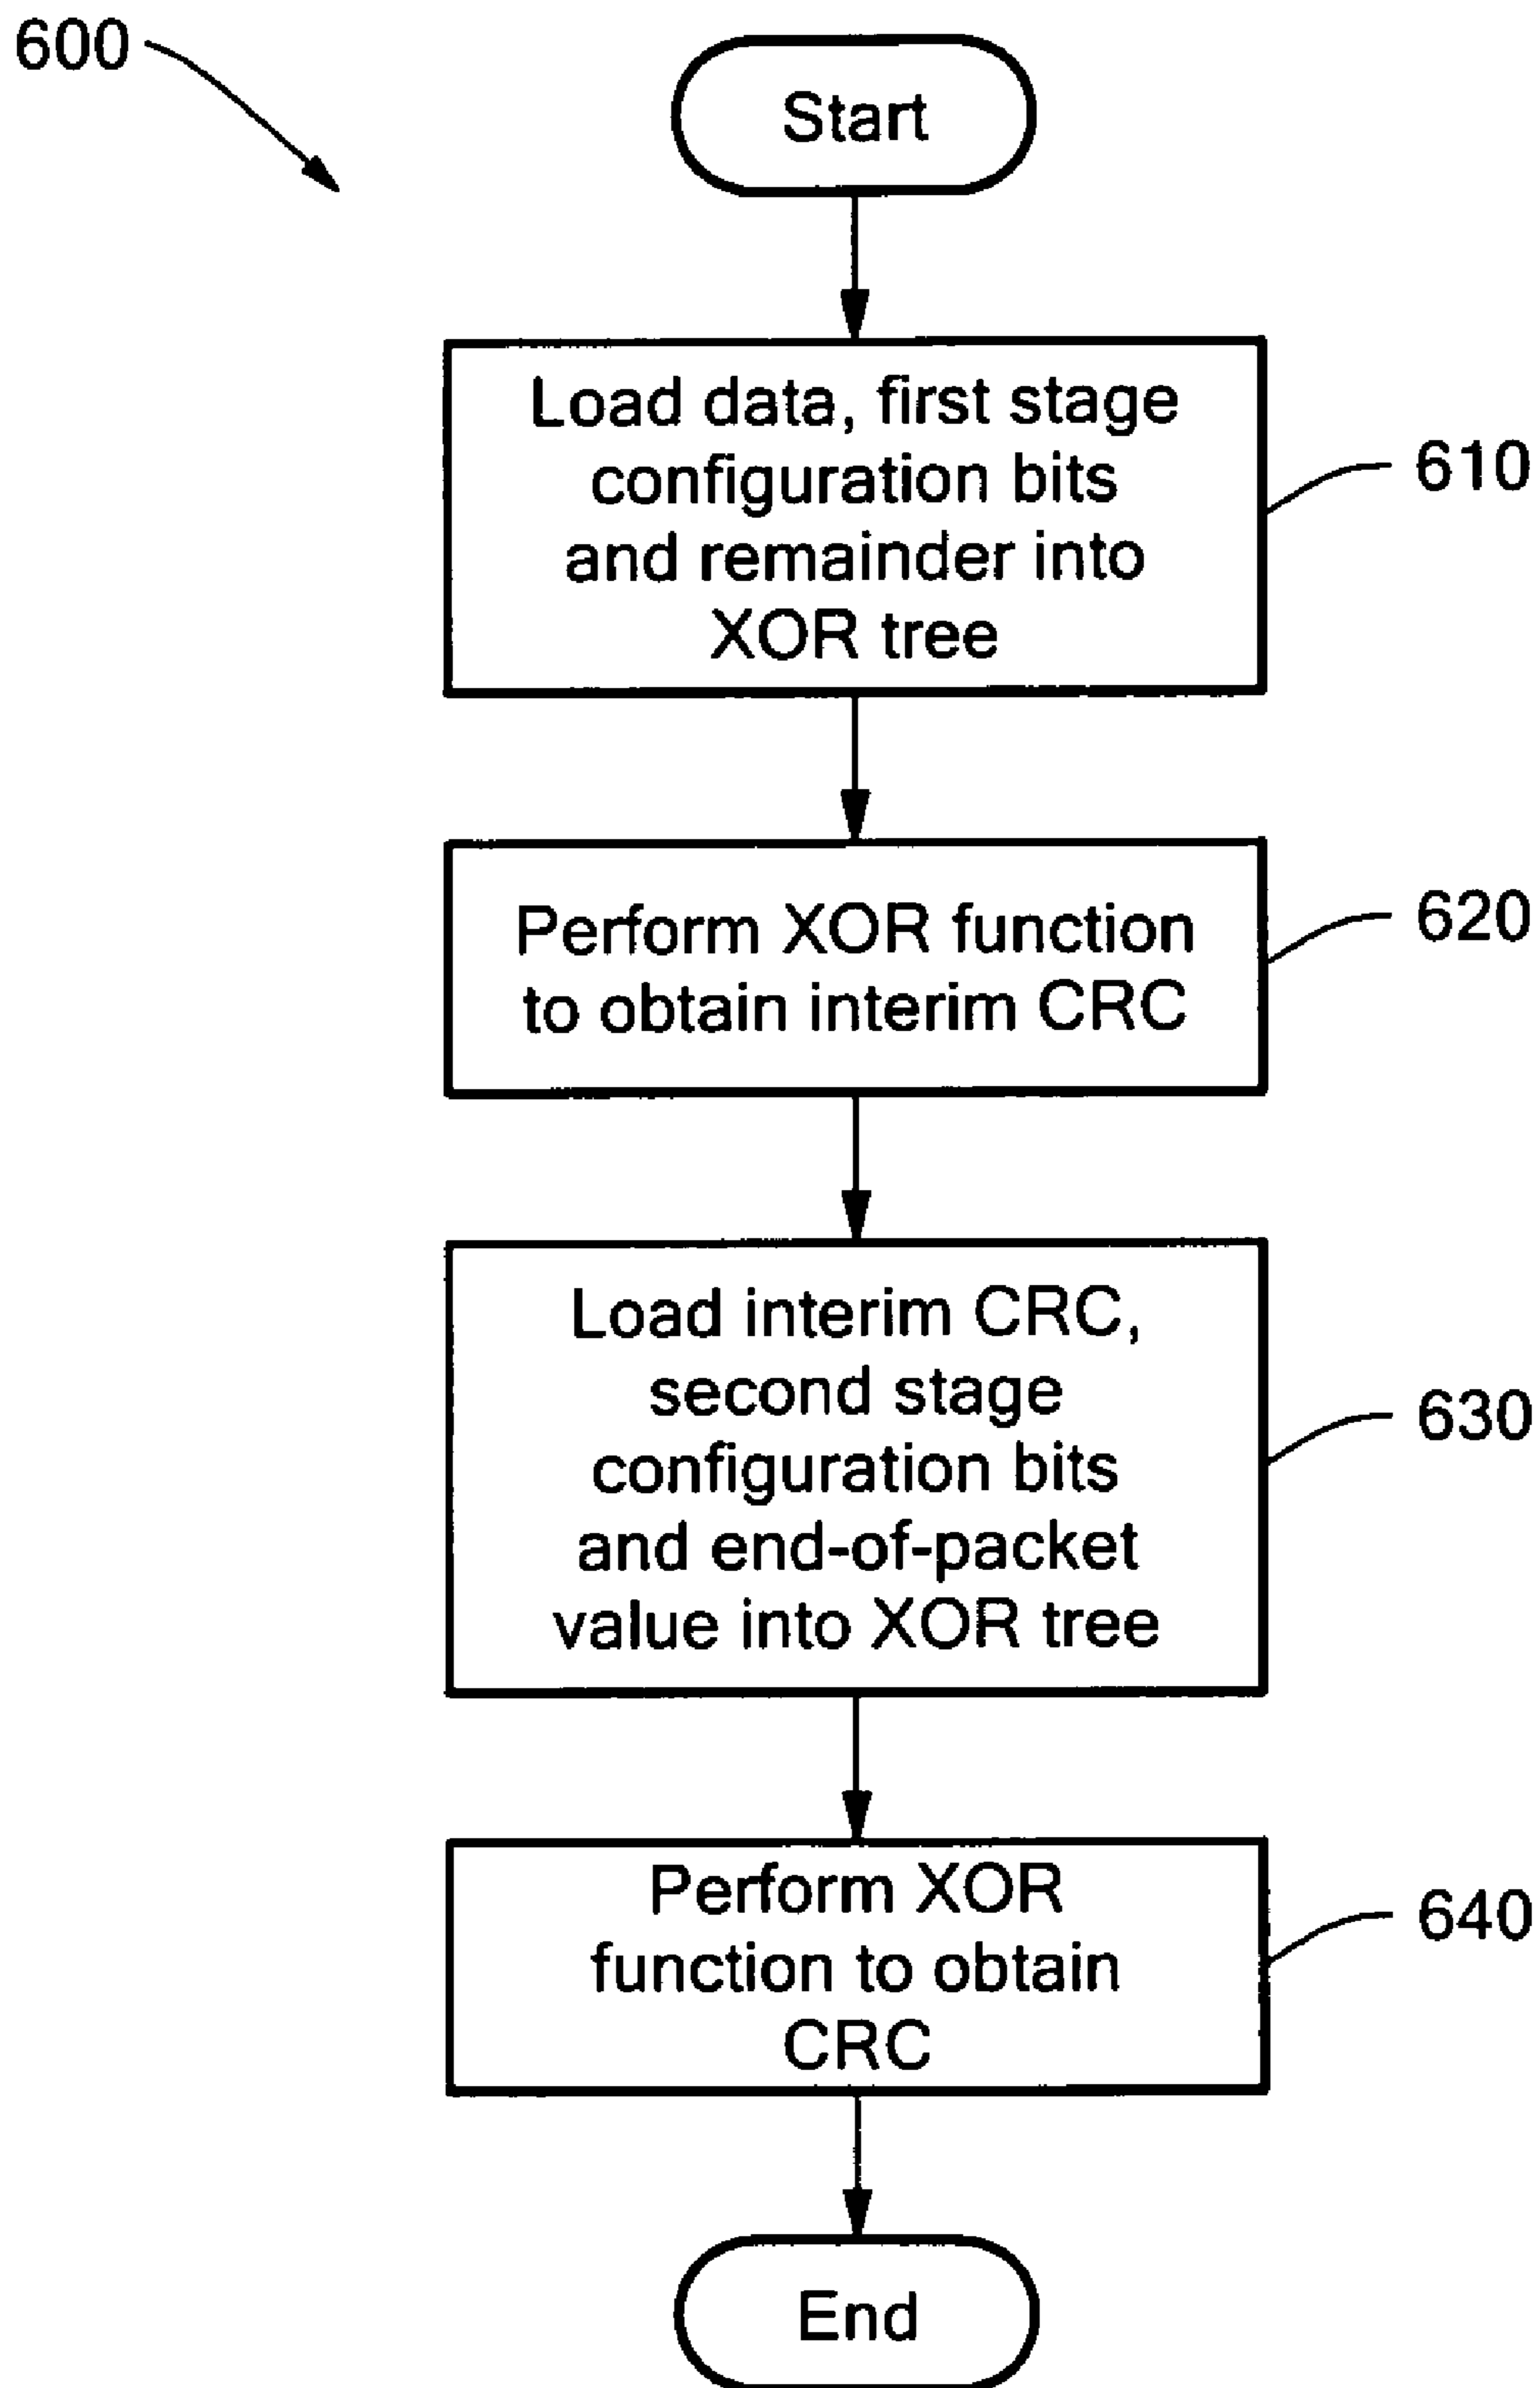 600
Start
Load data, first stage
configuration bits
and remainder into
XOR tree
610
Perform XOR function
to obtain interim CRC
620
Load interim CRC,
second stage
configuration bits
and end-of-packet
value into XOR tree
630
Perform XOR
function to obtain
CRC
640
End